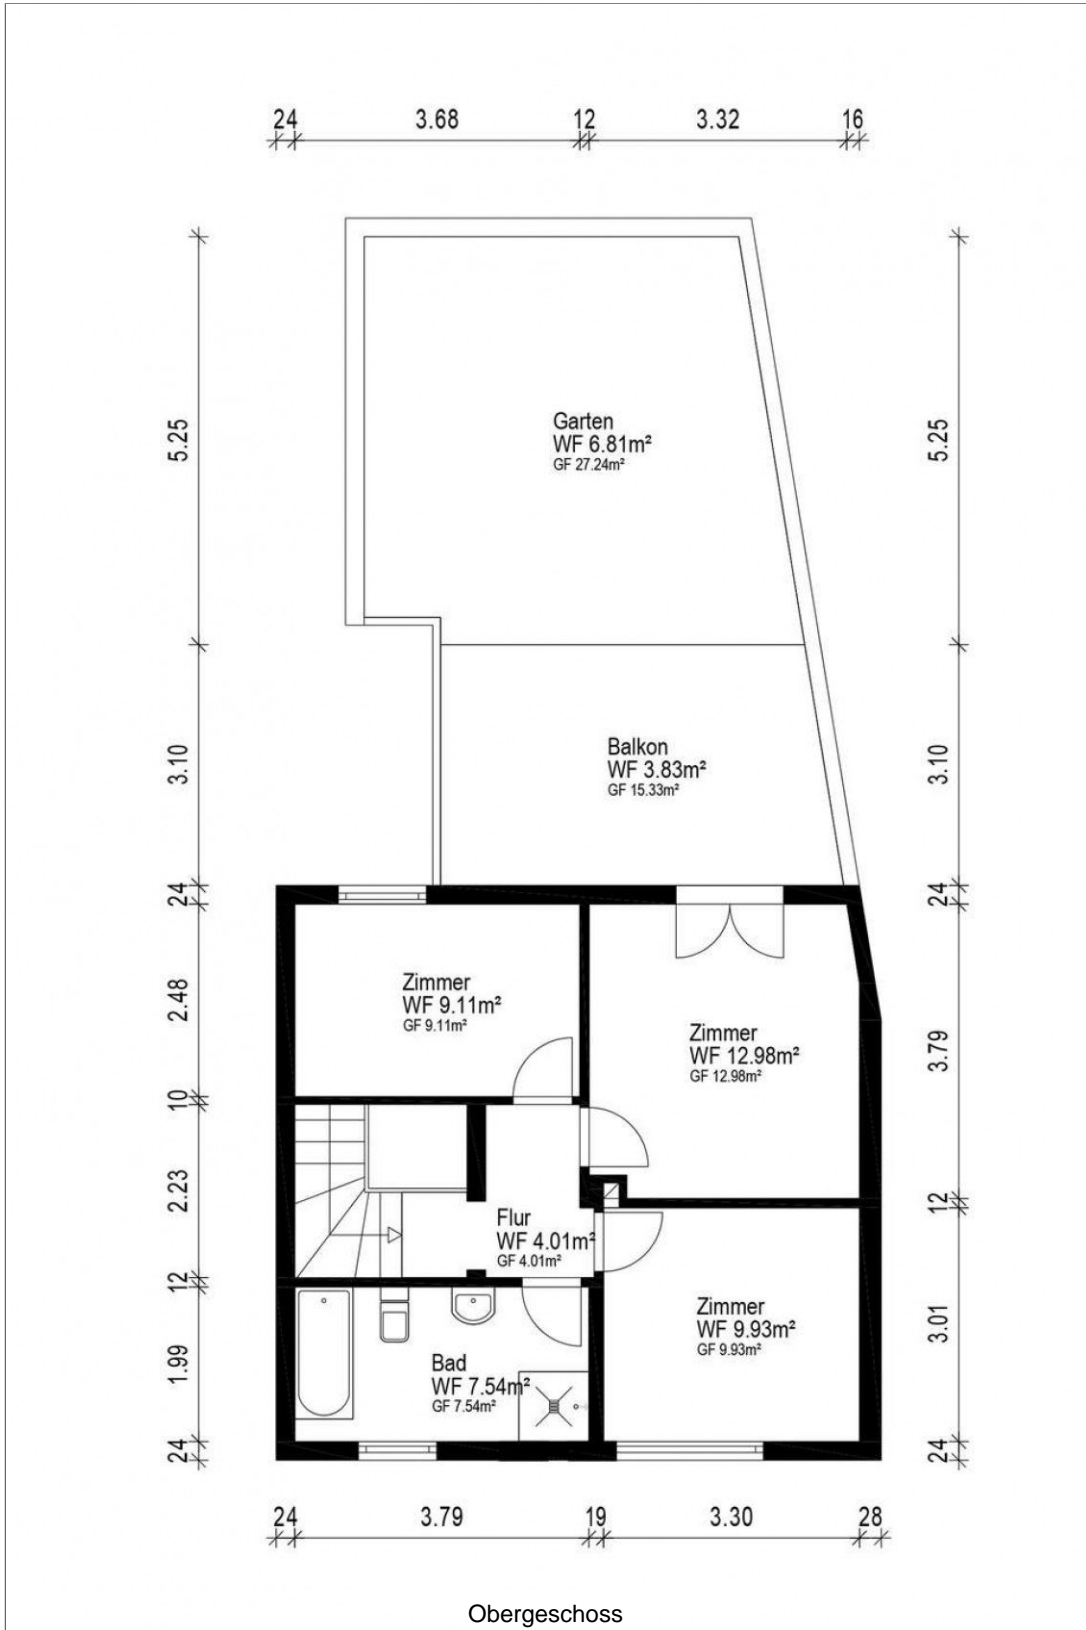 24
3.68
12
3.32
16
5.25
5.25
Garten
WF 6.81m²
GF 27.24m²
3.10
3.10
Balkon
WF 3.83m²
GF 15.33m²
24
24
2.48
Zimmer
WF 9.11m²
GF 9.11m²
Zimmer
WF 12.98m²
GF 12.98m²
3.79
10
2.23
12
Flur
WF 4.01m²
GF 4.01m²
12
Zimmer
WF 9.93m²
GF 9.93m²
3.01
1.99
Bad
WF 7.54m²
GF 7.54m²
24
24
24
3.79
19
3.30
28
Obergeschoss